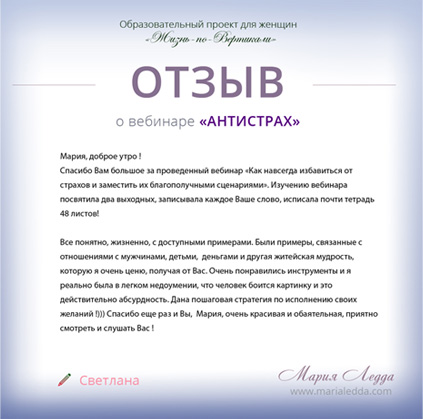 Образовательный проект для женщин
«Жизнь-по-Вертикали»
ОТЗЫВ
о вебинаре «АНТИСТРАХ»
Мария, доброе утро !
Спасибо Вам большое за проведенный вебинар «Как навсегда избавиться от
страхов и заместить их благополучными сценариями». Изучению вебинара
посвятила два выходных, записывала каждое Ваше слово, исписала почти тетрадь
48 листов!
Все понятно, жизненно, с доступными примерами. Были примеры, связанные с
отношениями с мужчинами, детьми, деньгами и другая житейская мудрость,
которую я очень ценю, получая от Вас. Очень понравились инструменты и я
реально была в легком недоумении, что человек боится картинку и это
действительно абсурдность. Дана пошаговая стратегия по исполнению своих
желаний !))) Спасибо еще раз и Вы, Мария, очень красивая и обаятельная, приятно
смотреть и слушать Вас !
Светлана
Мария Ледда
www.marialedda.com